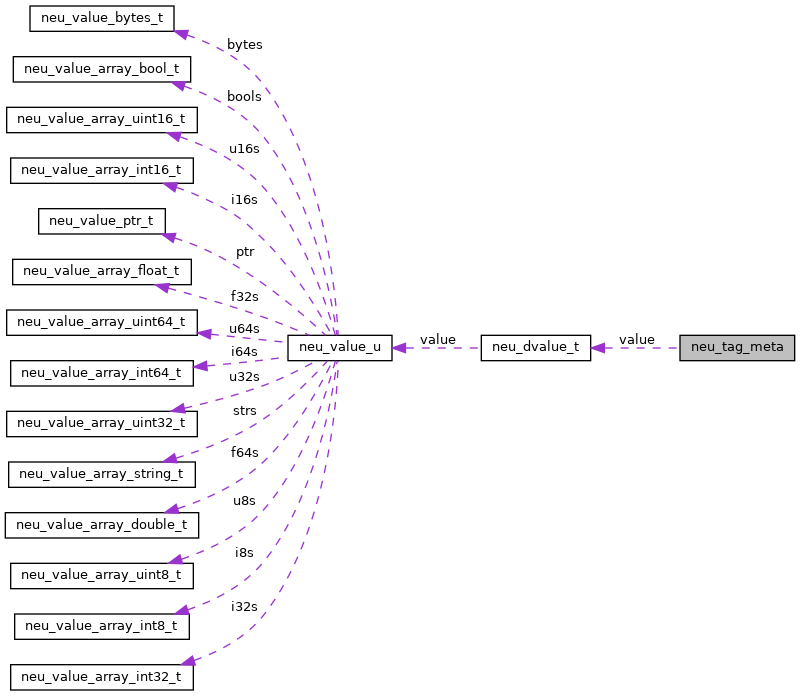 neu_value_bytes_t
bytes
neu_value_array_bool_t
bools
neu_value_array_uint16_t
u16s
neu_value_array_int16_t
i16s
neu_value_ptr_t
ptr
neu_value_array_float_t
f32s
neu_value_array_uint64_t
u64s
neu_value_u
value
neu_dvalue_t
value
neu_tag_meta
i64s
neu_value_array_int64_t
u32s
neu_value_array_uint32_t
strs
neu_value_array_string_t
f64s
neu_value_array_double_t
u8s
neu_value_array_uint8_t
i8s
neu_value_array_int8_t
i32s
neu_value_array_int32_t